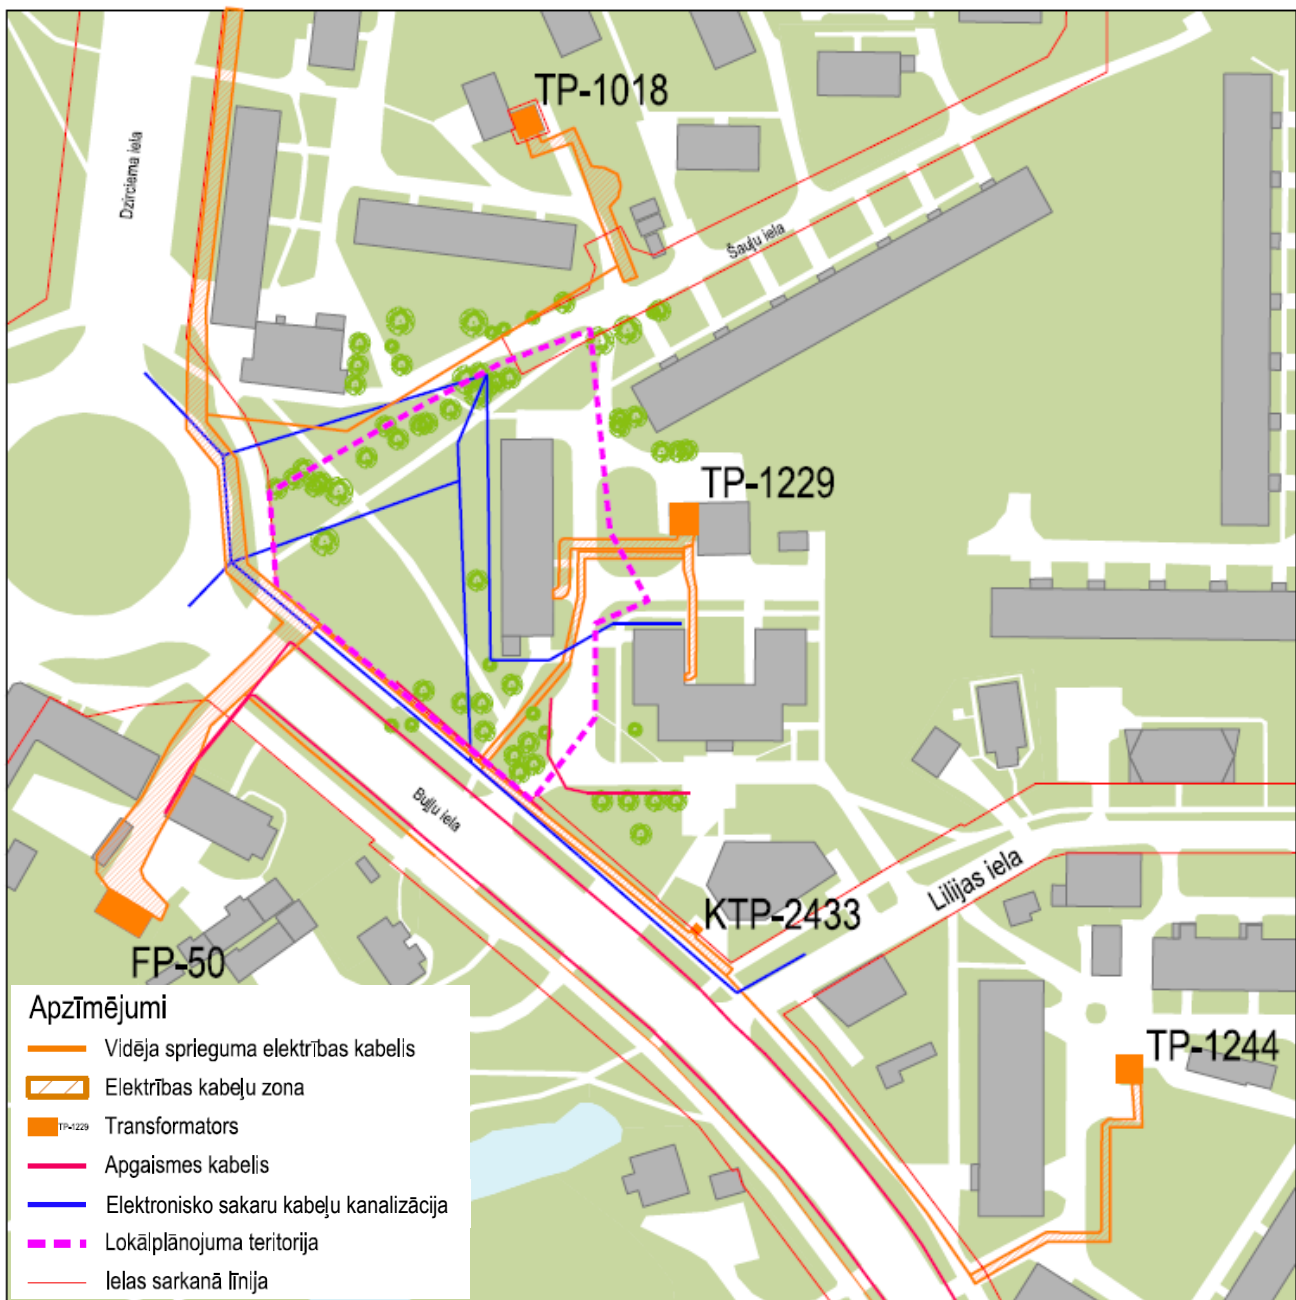 TP-1018
Dzirciema iela
Šauļu iela
TP-1229
Buļļu iela
Lilijas iela
KTP-2433
FP-50
TP-1244
Apzīmējumi
Vidēja sprieguma elektrības kabelis
Elektrības kabeļu zona
TP-1229 Transformators
Apgaismes kabelis
Elektronisko sakaru kabeļu kanalizācija
Lokālplānojuma teritorija
Ielas sarkanā līnija